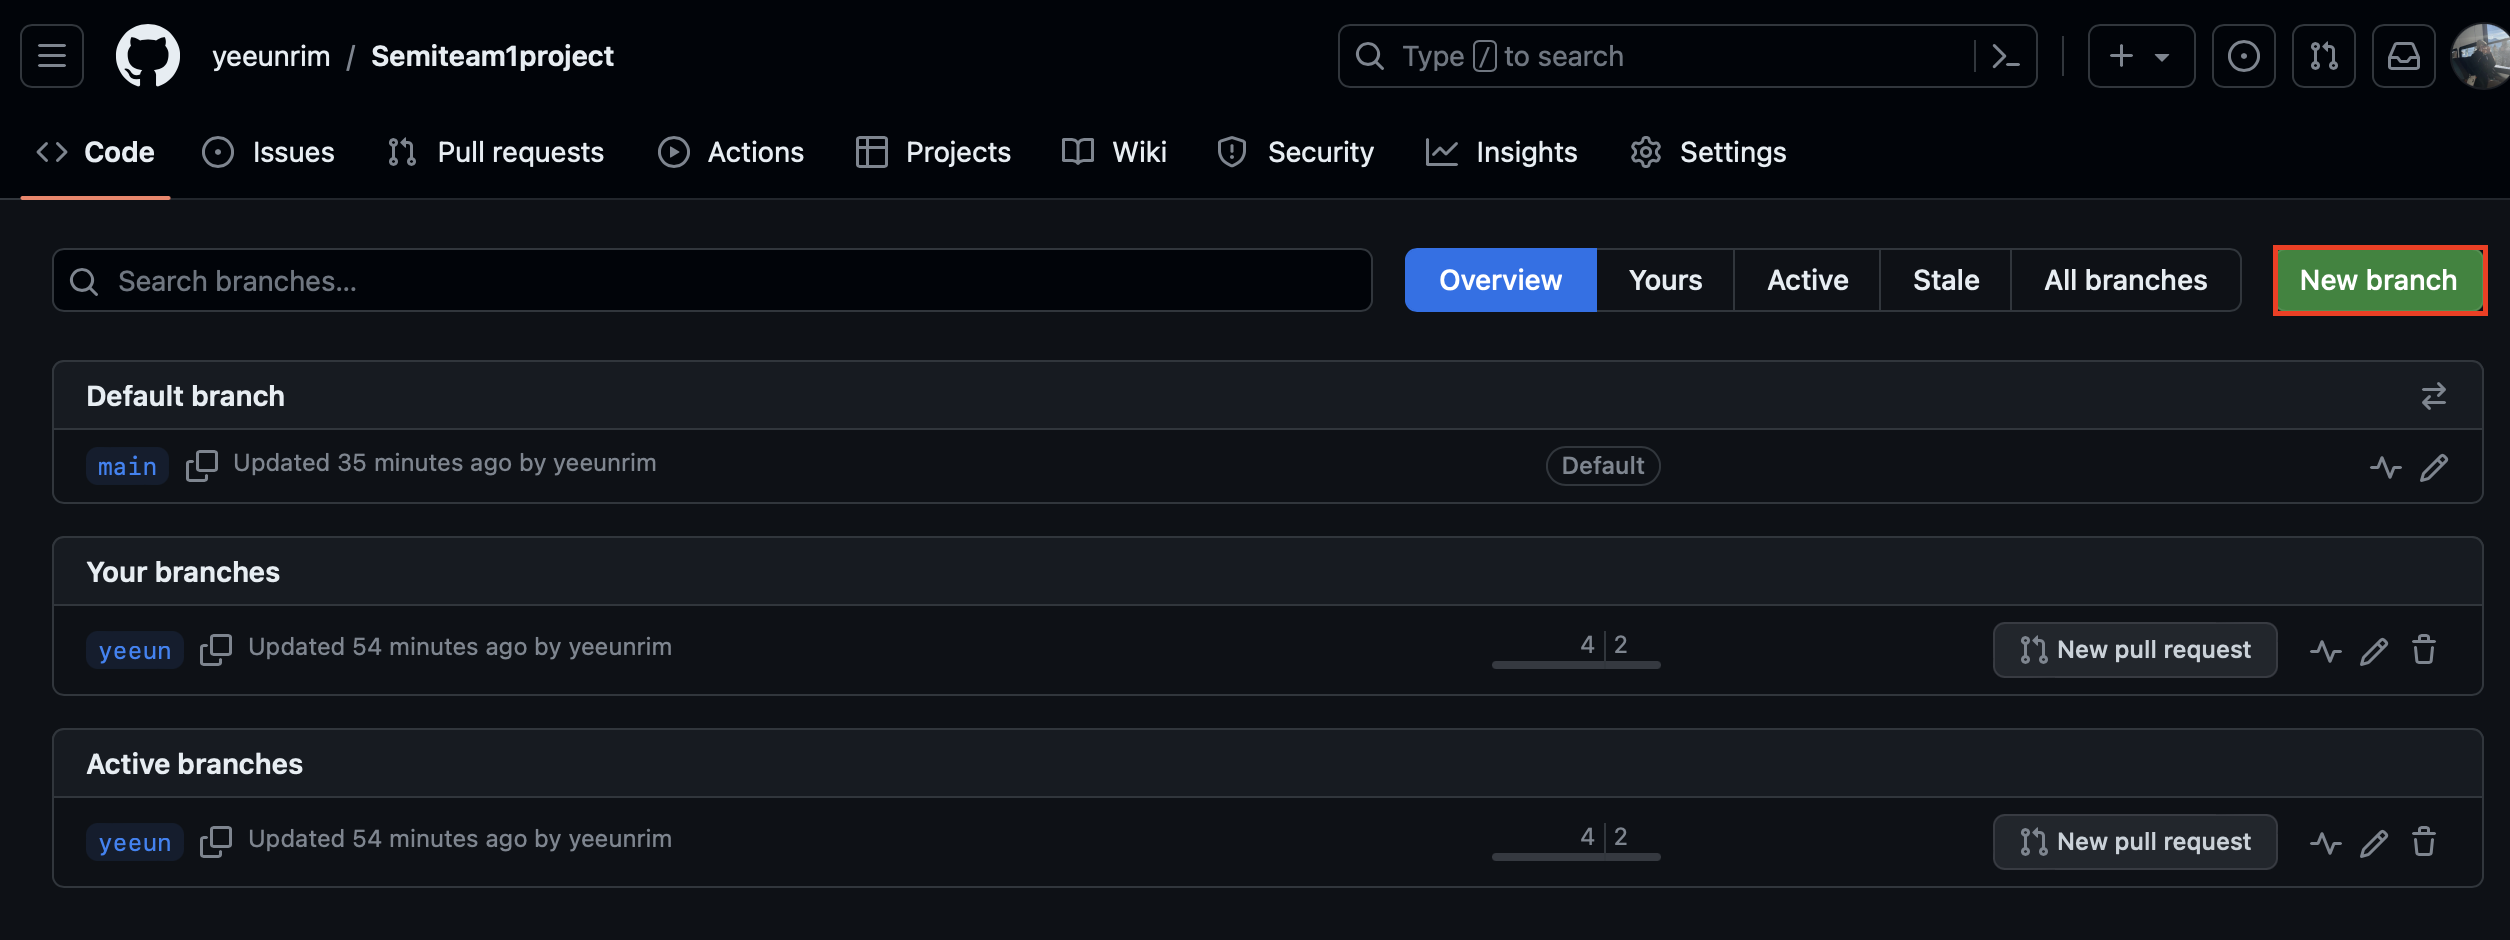 yeeunrim / Semiteam1project
Type / to search
Code Issues Pull requests Actions Projects Wiki Security Insights Settings
Search branches... Overview Yours Active Stale All branches New branch
Default branch
main Updated 35 minutes ago by yeeunrim Default
Your branches
yeeun Updated 54 minutes ago by yeeunrim 4 2 New pull request
Active branches
yeeun Updated 54 minutes ago by yeeunrim 4 2 New pull request